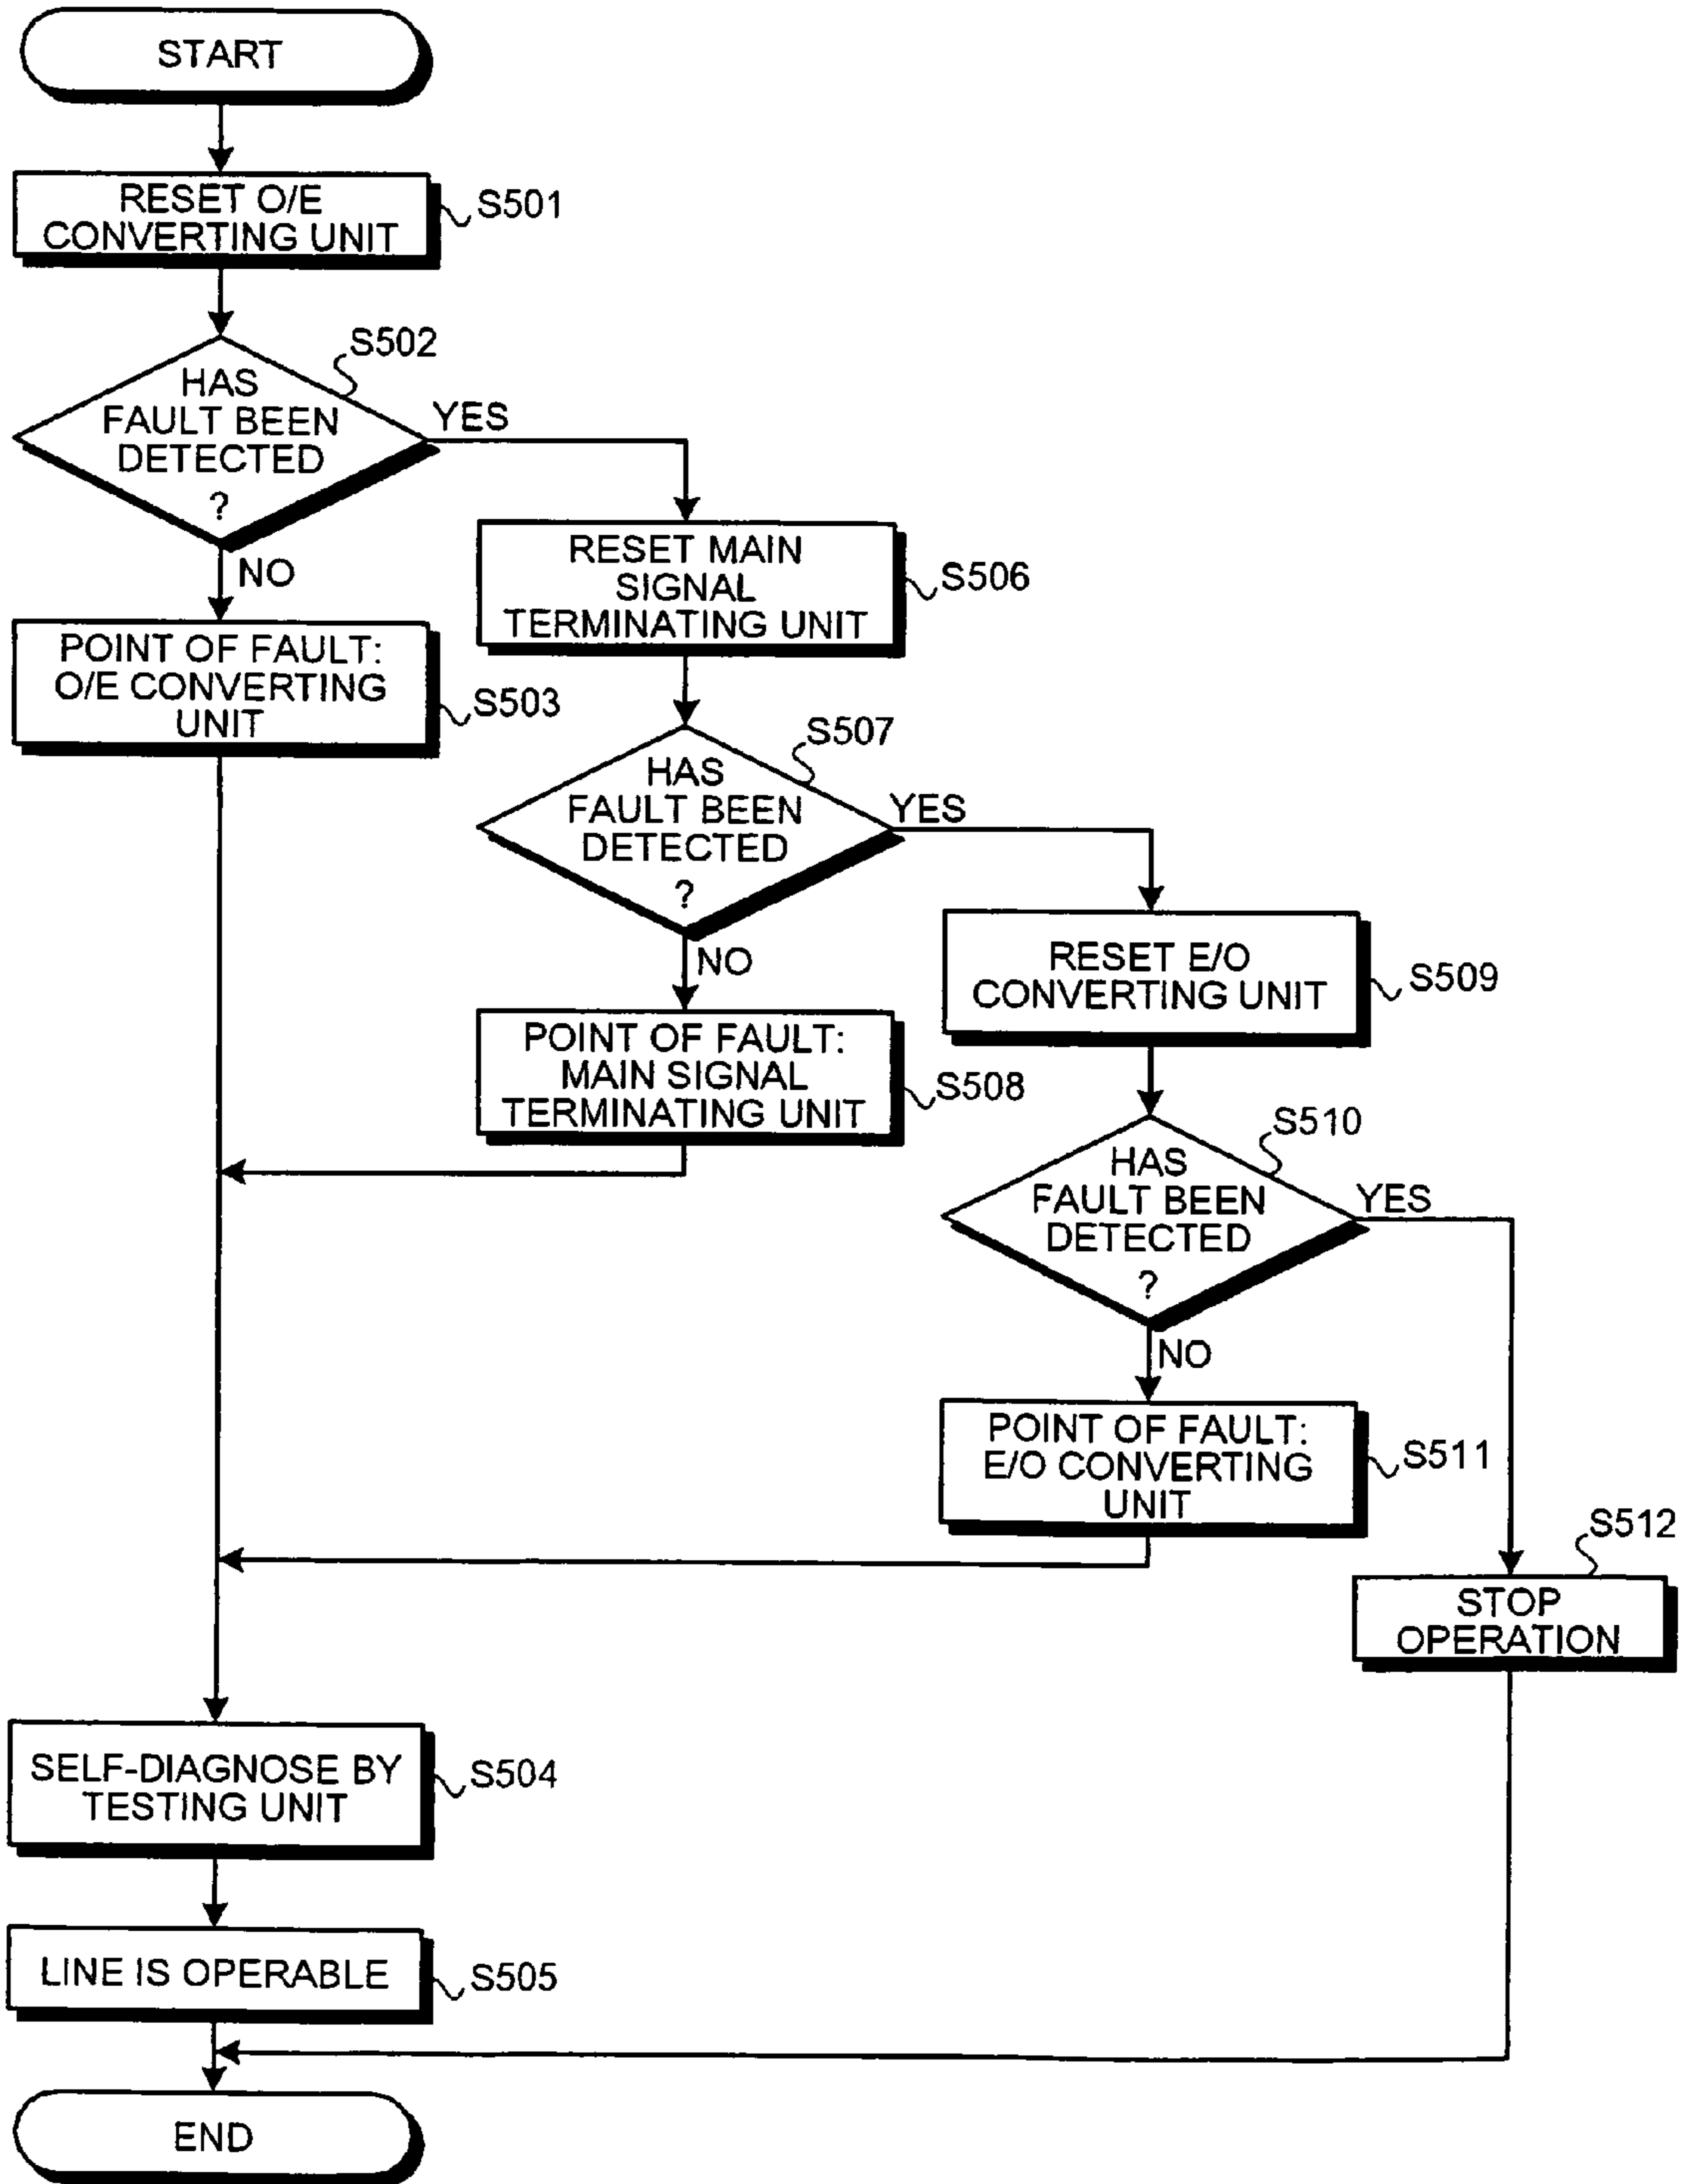 START
RESET O/E
CONVERTING UNIT
S501
S502
HAS
FAULT BEEN
DETECTED
?
YES
NO
POINT OF FAULT:
O/E CONVERTING
UNIT
S503
RESET MAIN
SIGNAL
TERMINATING UNIT
S506
S507
HAS
FAULT BEEN
DETECTED
?
YES
NO
POINT OF FAULT:
MAIN SIGNAL
TERMINATING UNIT
S508
RESET E/O
CONVERTING UNIT
S509
S510
HAS
FAULT BEEN
DETECTED
?
YES
NO
POINT OF FAULT:
E/O CONVERTING
UNIT
S511
S512
STOP
OPERATION
SELF-DIAGNOSE BY
TESTING UNIT
S504
LINE IS OPERABLE
S505
END